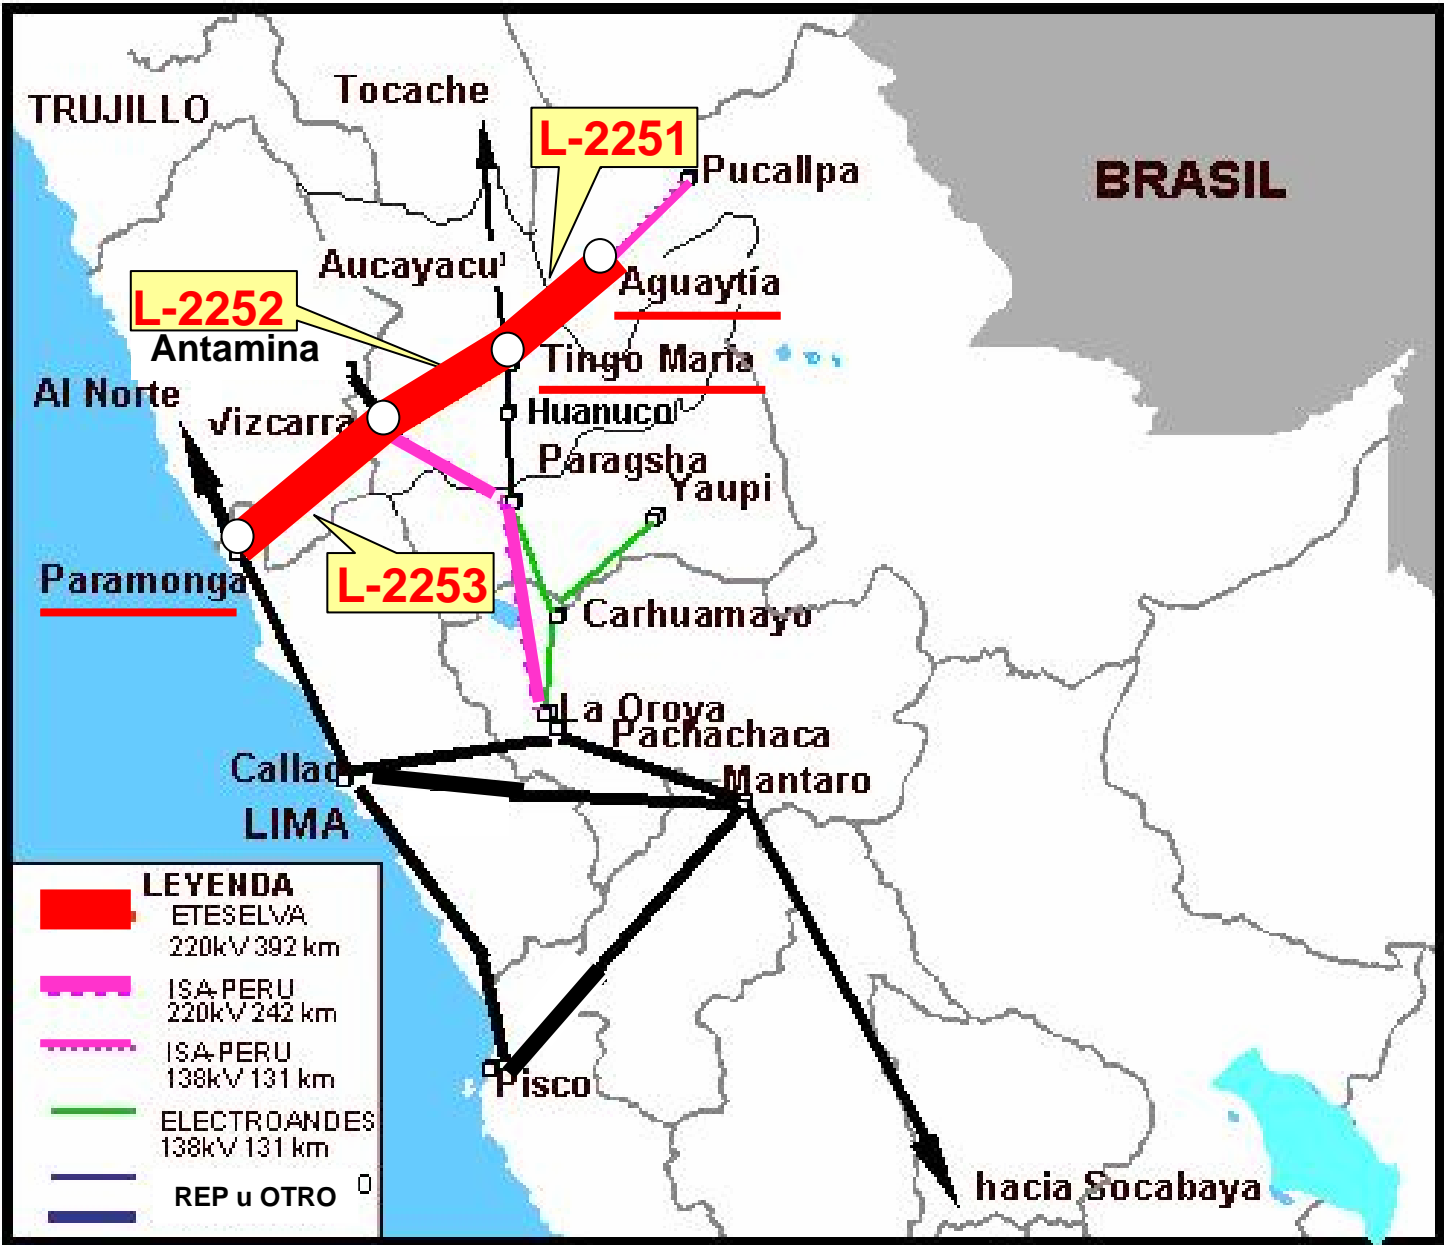 Tocache
TRUJILLO
L-2251
Pucallpa
BRASIL
Aucayacu
Aguaytía
L-2252
Antamina
Tingo María
Al Norte
Vizcarra
Huanuco
Paragsha
Yaupi
L-2253
Paramonga
Carhuamayo
La Oroya
Pachachaca
Callao
Mantaro
LIMA
LEYENDA
ETESELVA
220kV 392 km
ISA-PERU
220kV 242 km
ISA-PERU
138kV 131 km
ELECTROANDES
138kV 131 km
REP u OTRO
Pisco
hacia Socabaya